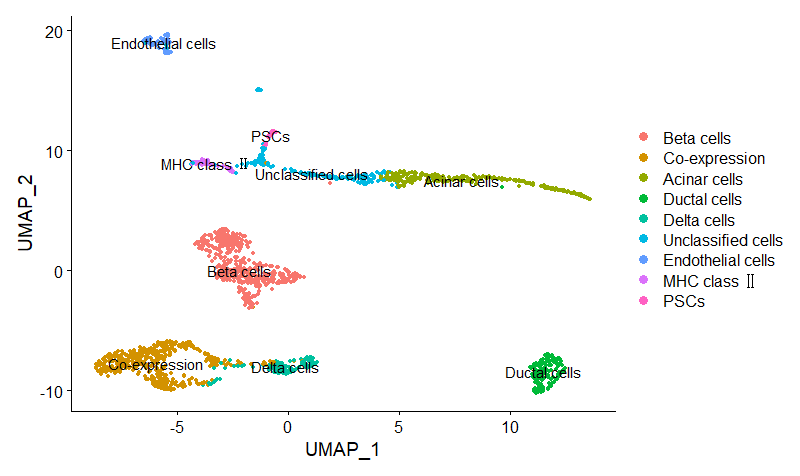 20
10
0
-10
-5
0
5
10
UMAP_2
UMAP_1
Endothelial cells
PSCs
MHC class Ⅱ
Unclassified cells
Acinar cells
Beta cells
Co-expression
Delta cells
Ductal cells
Beta cells
Co-expression
Acinar cells
Ductal cells
Delta cells
Unclassified cells
Endothelial cells
MHC class Ⅱ
PSCs